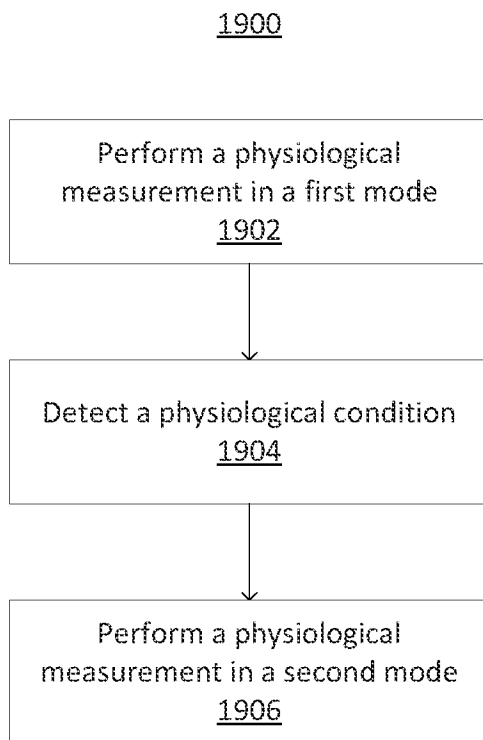 1900
Perform a physiological
measurement in a first mode
1902
Detect a physiological condition
1904
Perform a physiological
measurement in a second mode
1906